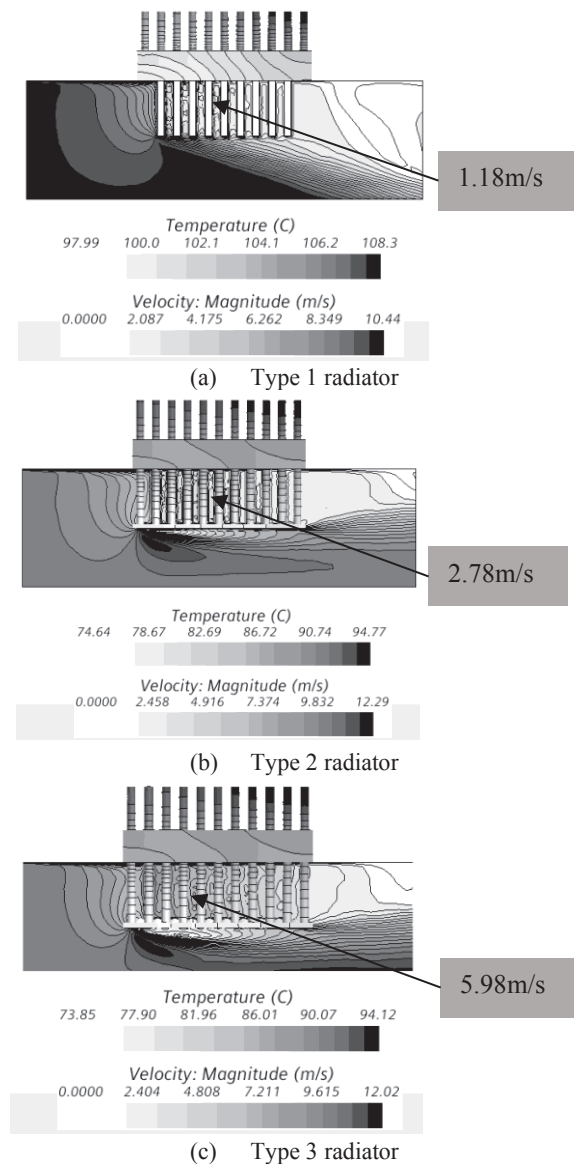 1.18m/s
Temperature (C)
97.99 100.0 102.1 104.1 106.2 108.3
Velocity: Magnitude (m/s)
0.0000 2.087 4.175 6.262 8.349 10.44
(a) Type 1 radiator
2.78m/s
Temperature (C)
74.64 78.67 82.69 86.72 90.74 94.77
Velocity: Magnitude (m/s)
0.0000 2.458 4.916 7.374 9.832 12.29
(b) Type 2 radiator
5.98m/s
Temperature (C)
73.85 77.90 81.96 86.01 90.07 94.12
Velocity: Magnitude (m/s)
0.0000 2.404 4.808 7.211 9.615 12.02
(c) Type 3 radiator